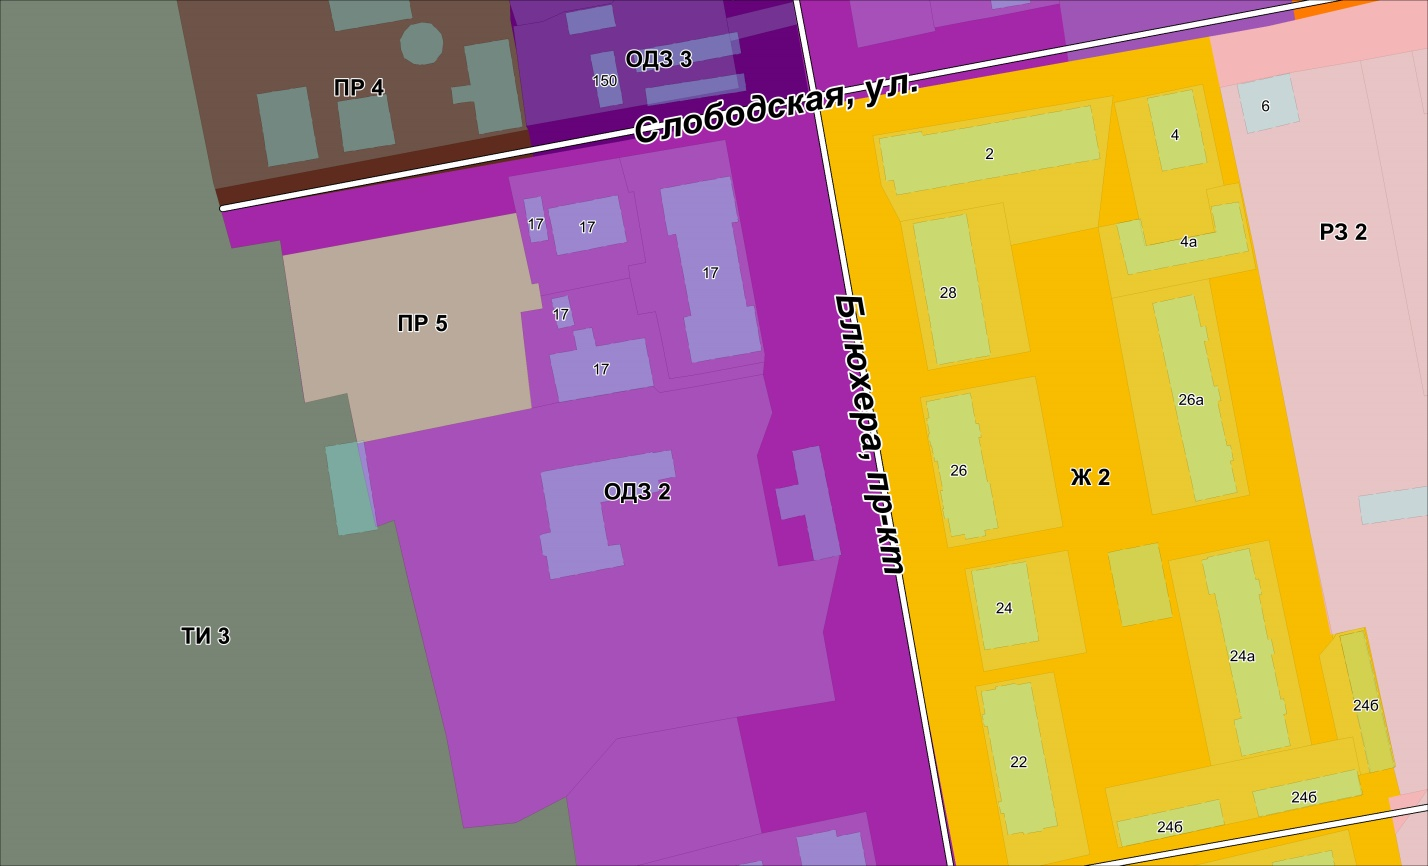 ОДЗ 3
150
ПР 4
Слободская, ул.
6
4
2
17
17
РЗ 2
4а
17
28
17
ПР 5
17
26а
Блюхера, пр-кт
26
Ж 2
ОДЗ 2
24
ТИ 3
24а
24б
22
24б
24б